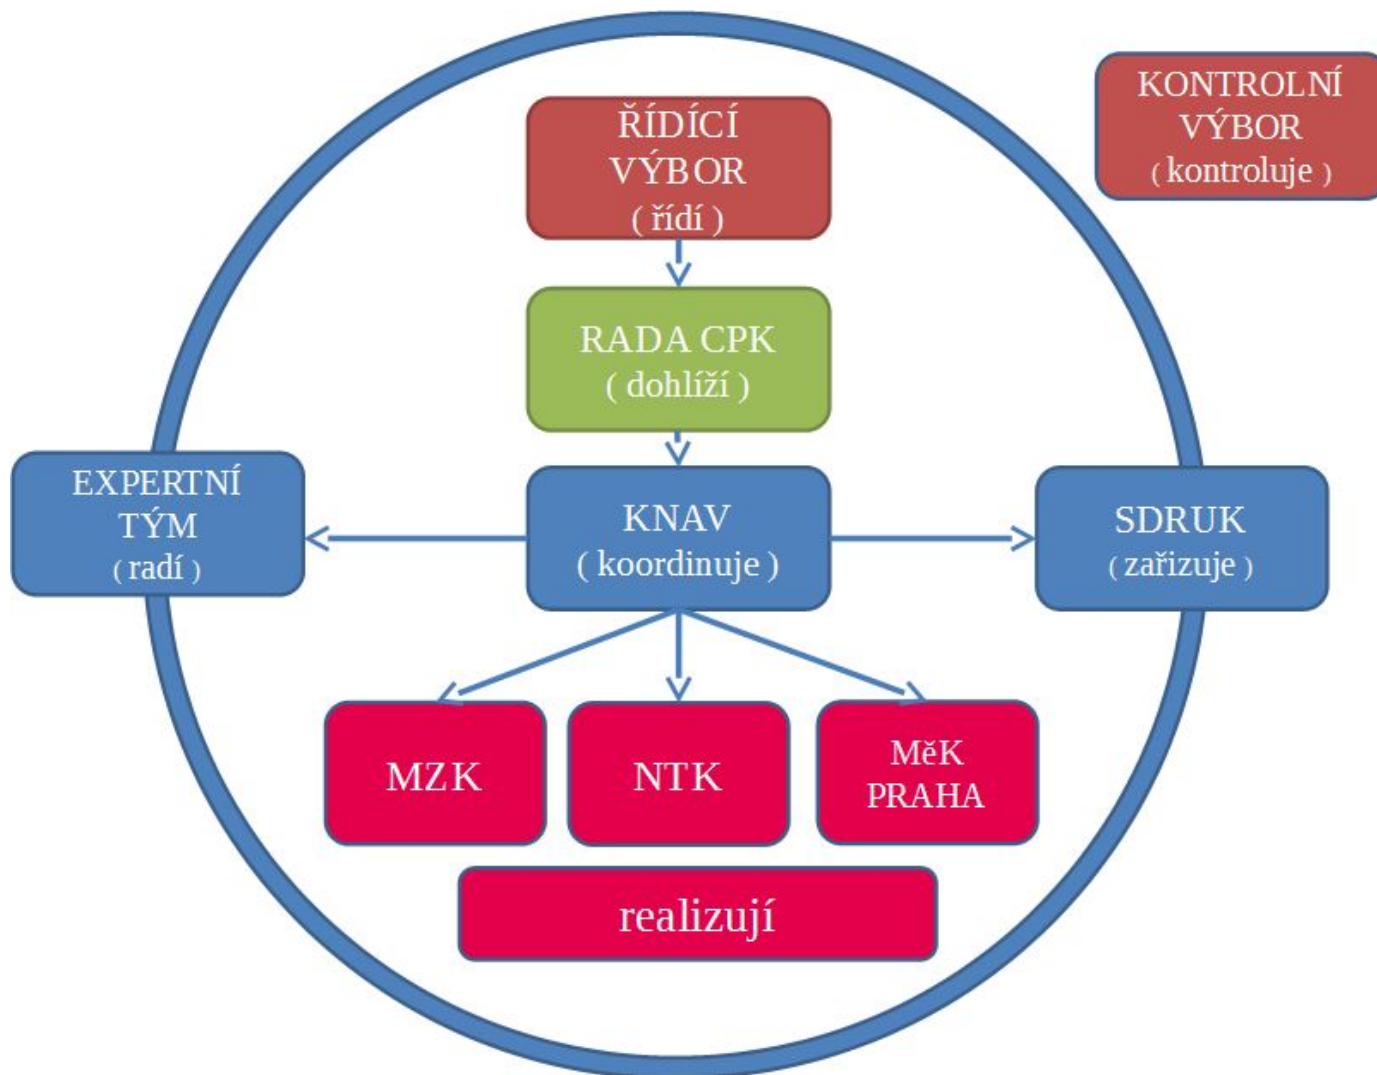 ŘÍDÍCÍ
VÝBOR
( řídí )
KONTROLNÍ
VÝBOR
( kontroluje )
RADA CPK
( dohlíží )
EXPERTNÍ
TÝM
( radí )
KNAV
( koordinuje )
SDRUK
( zařizuje )
MZK
NTK
MěK
PRAHA
realizují